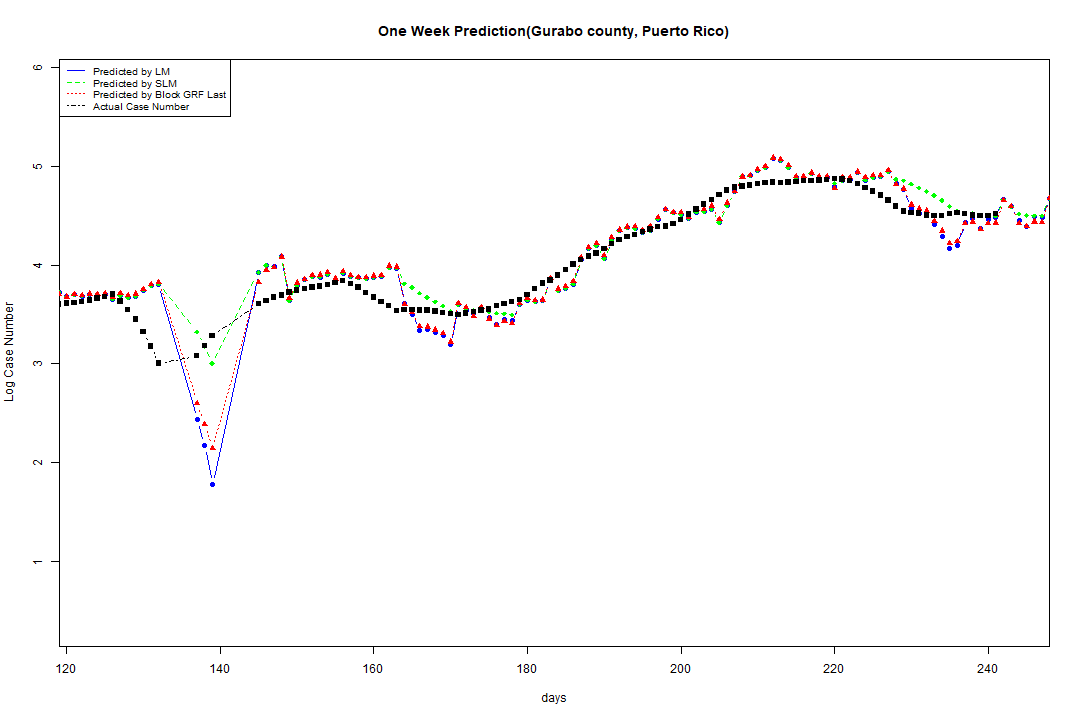 One Week Prediction(Gurabo county, Puerto Rico)
Predicted by LM
Predicted by SLM
Predicted by Block GRF Last
Actual Case Number
6
5
4
3
2
1
Log Case Number
120 140 160 180 200 220 240
days